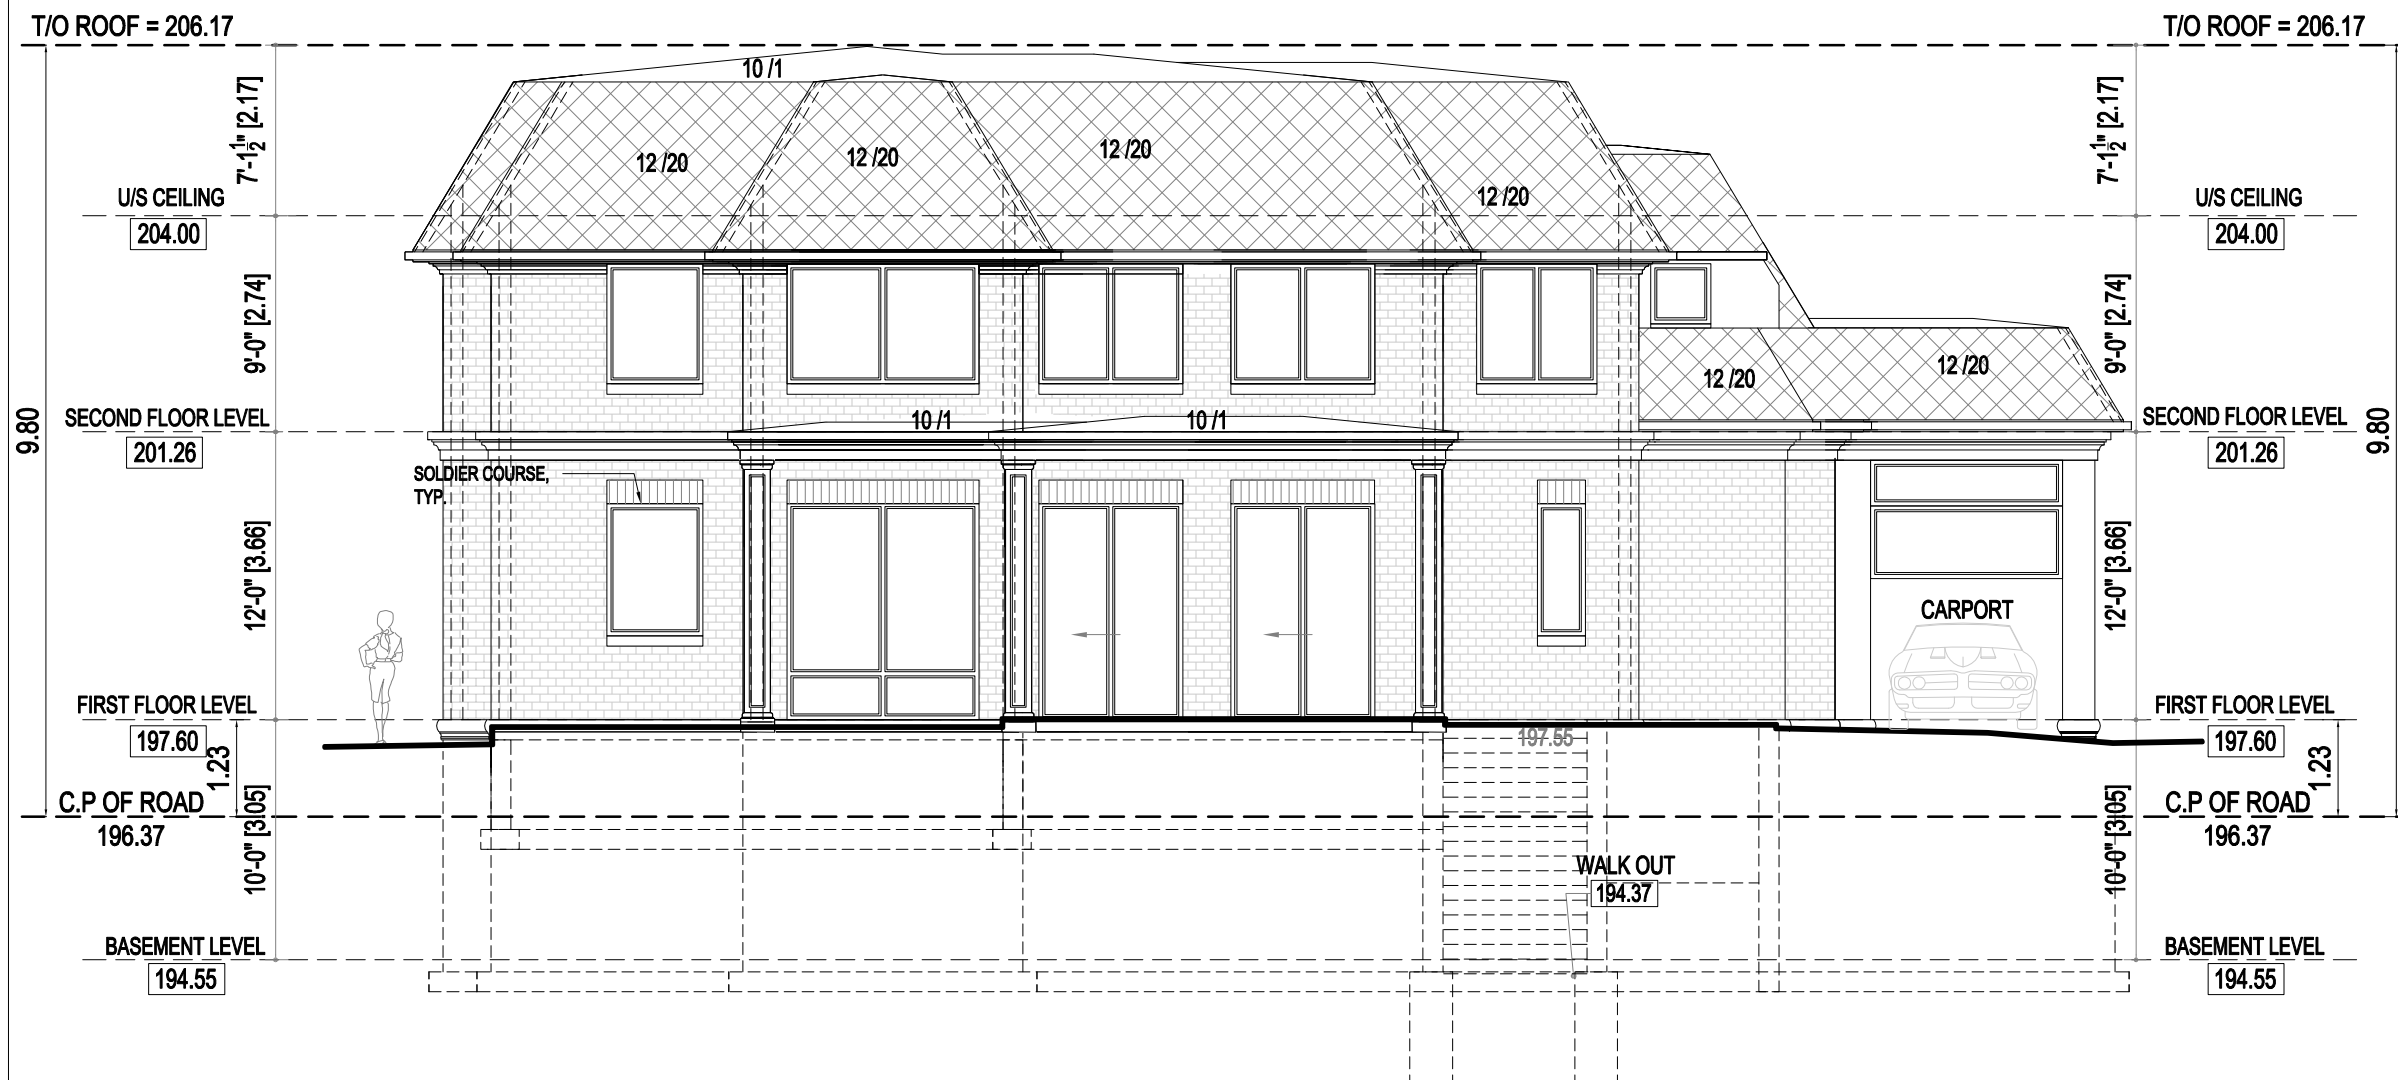 T/O ROOF = 206.17
T/O ROOF = 206.17
10 /1
7'-1 1/2" [2.17]
7'-1 1/2" [2.17]
12 /20
12 /20
12 /20
12 /20
U/S CEILING
204.00
U/S CEILING
204.00
9'-0" [2.74]
9'-0" [2.74]
12 /20
12 /20
9.80
9.80
SECOND FLOOR LEVEL
201.26
10 /1
10 /1
SECOND FLOOR LEVEL
201.26
SOLDIER COURSE,
TYP.
12'-0" [3.66]
12'-0" [3.66]
CARPORT
FIRST FLOOR LEVEL
197.60
FIRST FLOOR LEVEL
197.60
197.55
1.23
1.23
C.P OF ROAD
196.37
C.P OF ROAD
196.37
10'-0" [3.05]
10'-0" [3.05]
WALK OUT
194.37
BASEMENT LEVEL
194.55
BASEMENT LEVEL
194.55